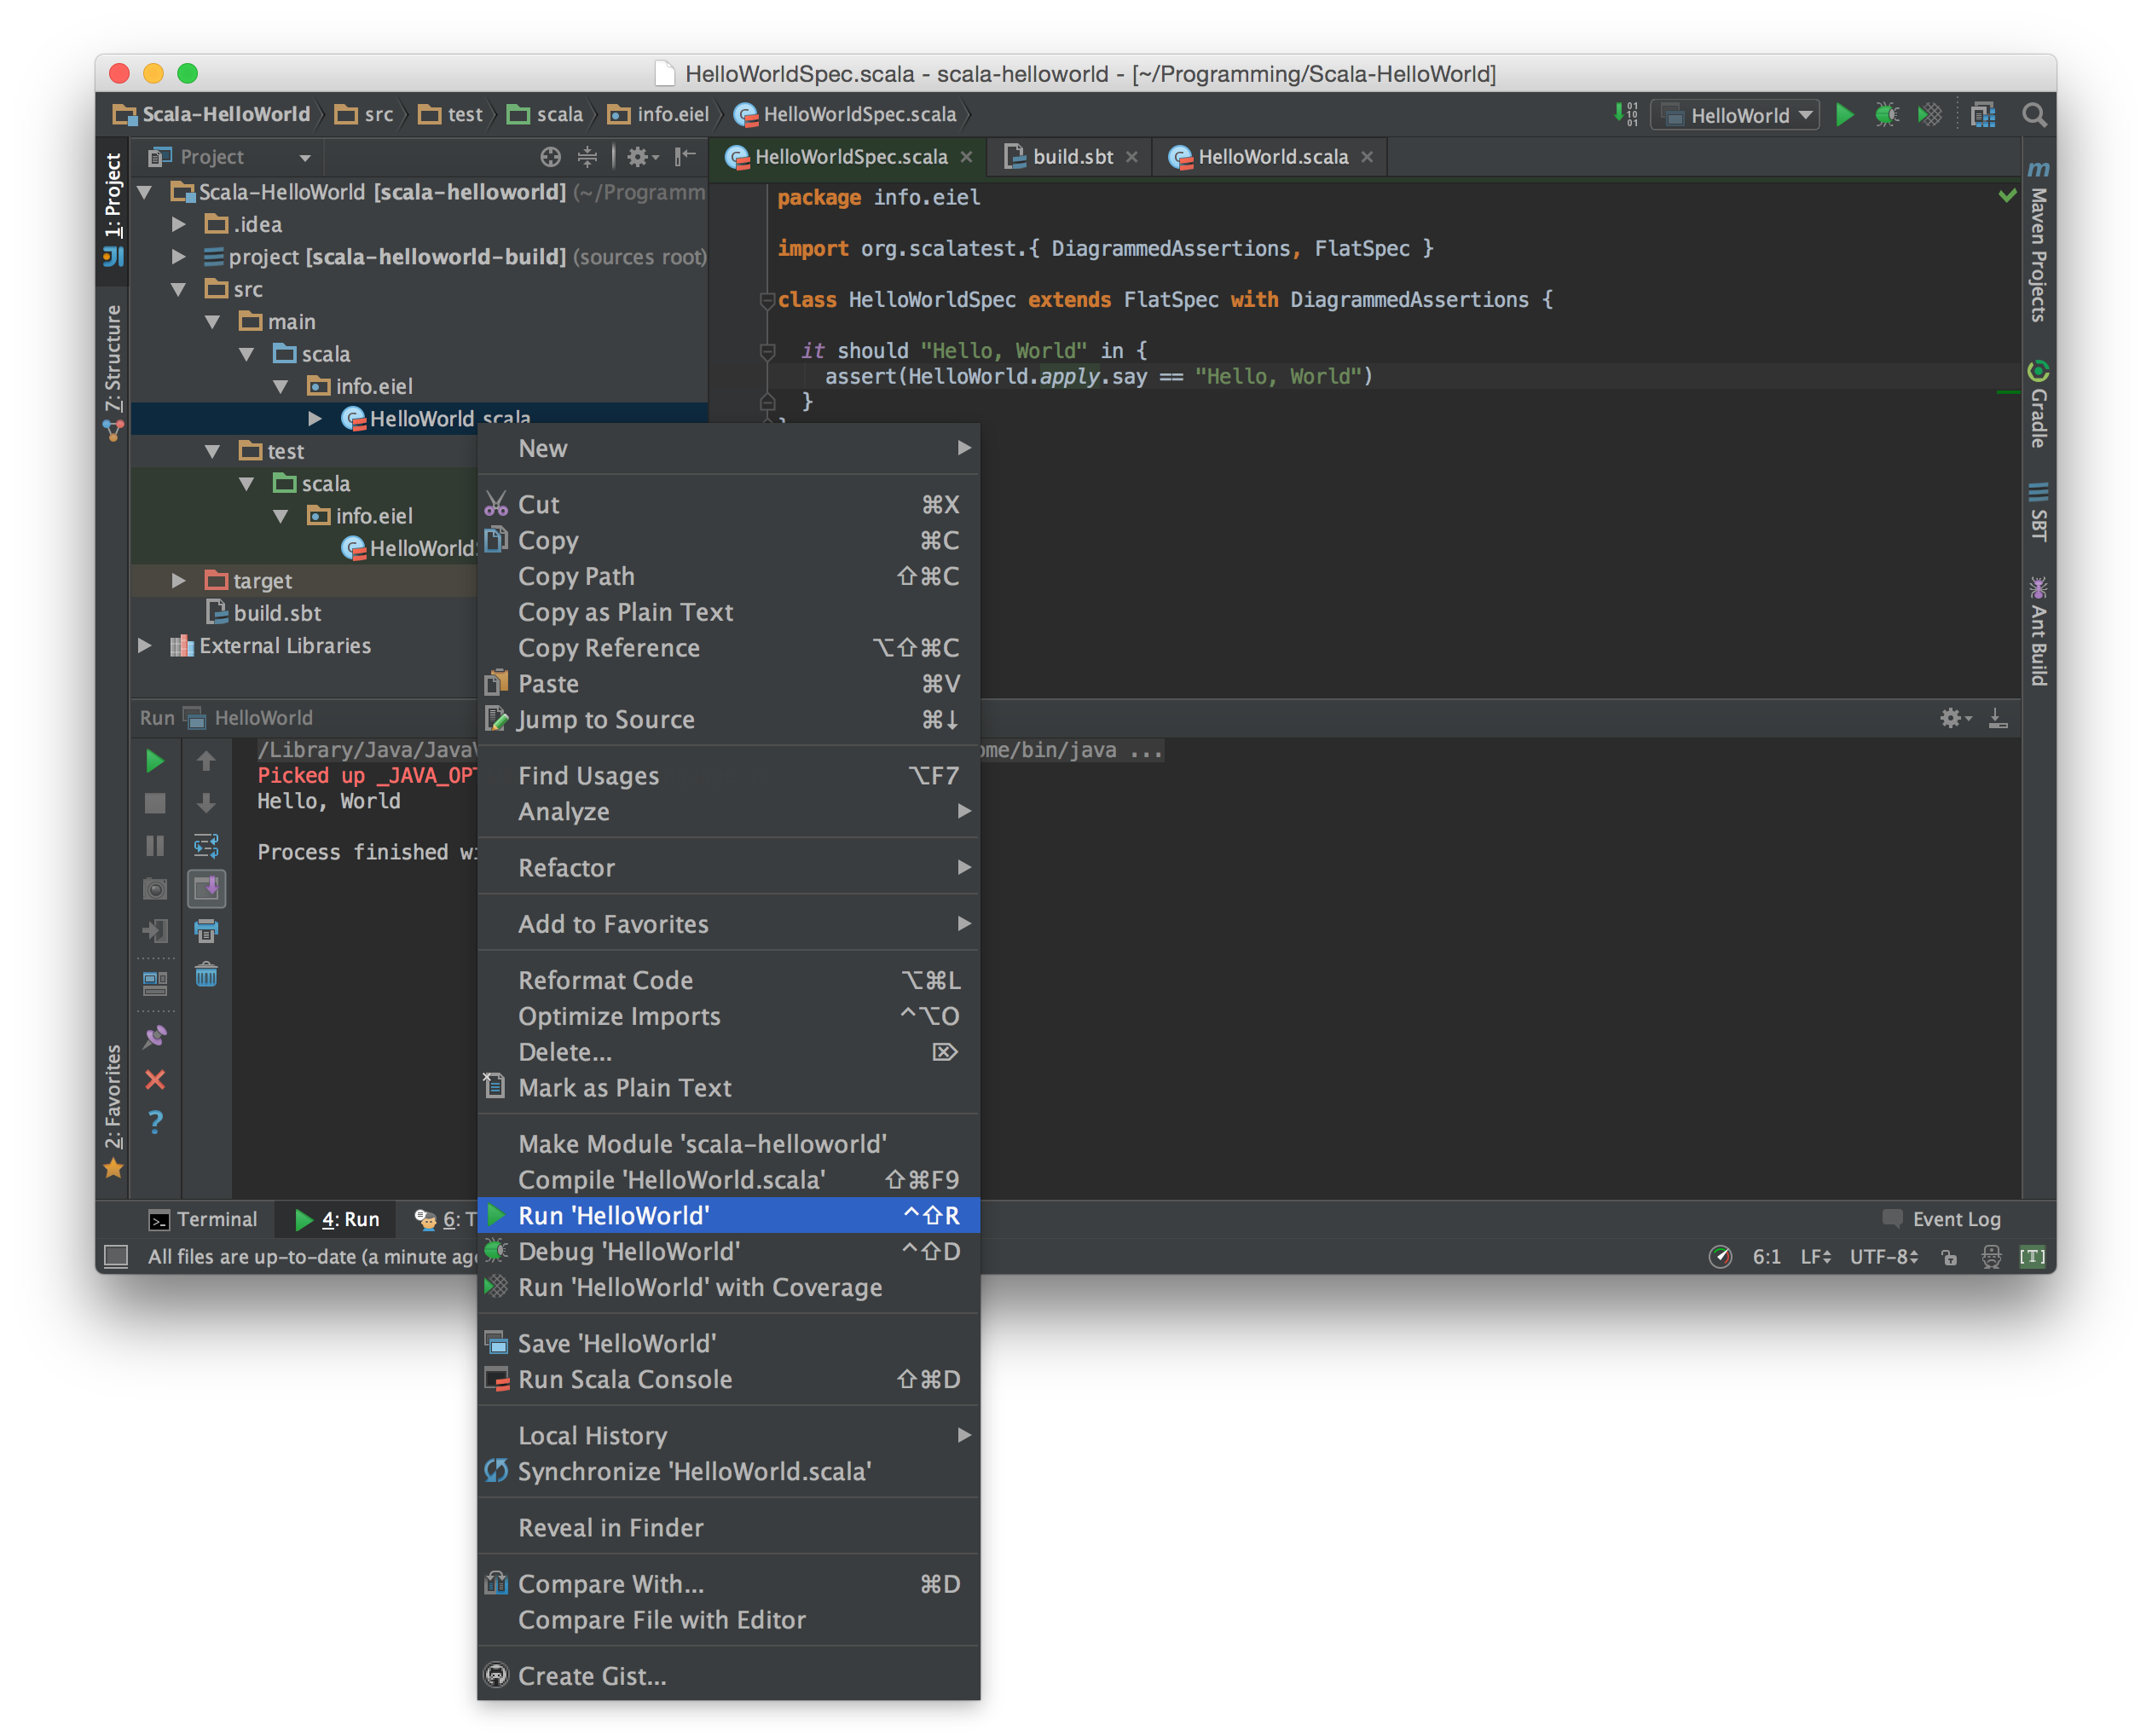 HelloWorldSpec.scala - scala-helloworld - [~/Programming/Scala-HelloWorld]
Scala-HelloWorld src test scala info.eiel HelloWorldSpec.scala
HelloWorld
1: Project
Z: Structure
2: Favorites
Project
Scala-HelloWorld [scala-helloworld] (~/Programm
.idea
project [scala-helloworld-build] (sources root)
src
main
scala
info.eiel
HelloWorld.scala
test
scala
info.eiel
HelloWorld
target
build.sbt
External Libraries
HelloWorldSpec.scala build.sbt HelloWorld.scala
package info.eiel
import org.scalatest.{ DiagrammedAssertions, FlatSpec }
class HelloWorldSpec extends FlatSpec with DiagrammedAssertions {
it should "Hello, World" in {
assert(HelloWorld.apply.say == "Hello, World")
}
Maven Projects
Gradle
SBT
Ant Build
Run HelloWorld
/Library/Java/Java ome/bin/java ...
Picked up _JAVA_OPT
Hello, World
Process finished wi
New
Cut ⌘X
Copy ⌘C
Copy Path ⇧⌘C
Copy as Plain Text
Copy Reference ⌥⇧⌘C
Paste ⌘V
Jump to Source ⌘↓
Find Usages ⌥F7
Analyze
Refactor
Add to Favorites
Reformat Code ⌥⌘L
Optimize Imports ^⌥O
Delete... ⌦
Mark as Plain Text
Make Module 'scala-helloworld'
Compile 'HelloWorld.scala' ⇧⌘F9
Run 'HelloWorld' ^⇧R
Debug 'HelloWorld' ^⇧D
Run 'HelloWorld' with Coverage
Save 'HelloWorld'
Run Scala Console ⇧⌘D
Local History
Synchronize 'HelloWorld.scala'
Reveal in Finder
Compare With... ⌘D
Compare File with Editor
Create Gist...
Terminal 4: Run 6: T
Event Log
All files are up-to-date (a minute ag
6:1 LF UTF-8 [T]